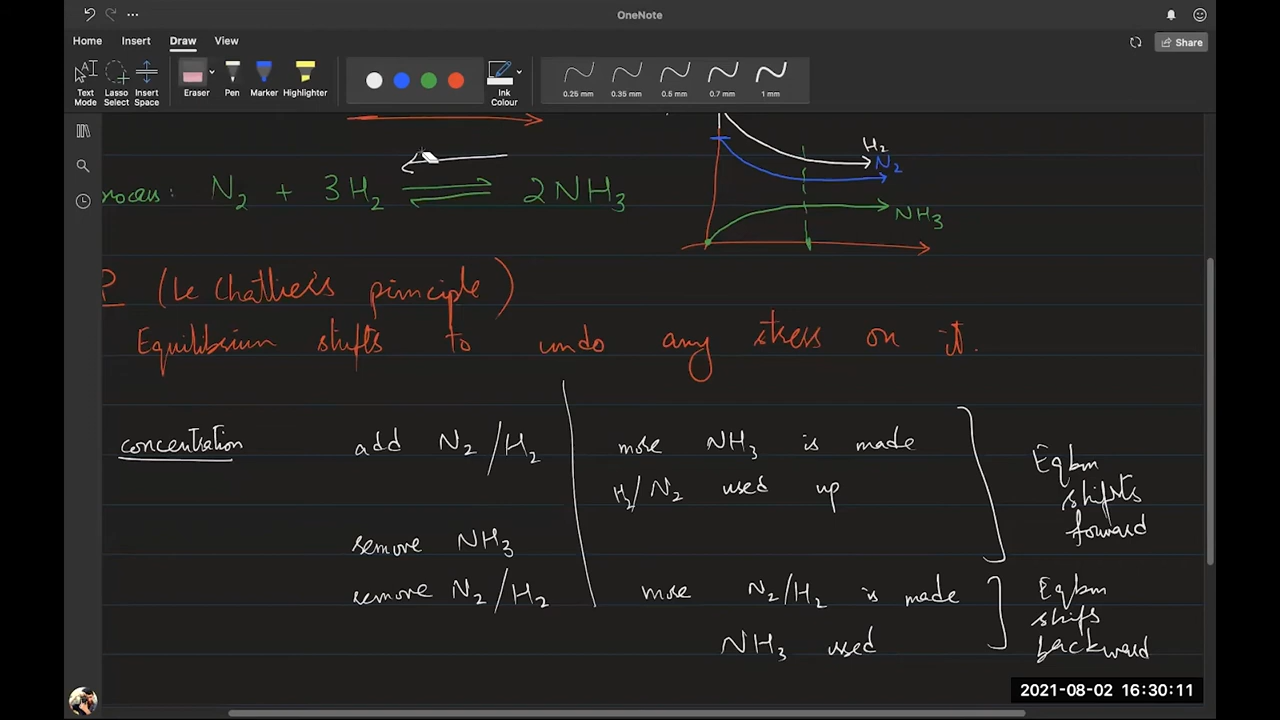 OneNote
Home Insert Draw View
Share
Text Mode
Lasso Select
Insert Space
Eraser
Pen
Marker
Highlighter
Ink Colour
0.25 mm
0.35 mm
0.5 mm
0.7 mm
1 mm
H2
N2
NH3
rocess: N2 + 3H2 ⇌ 2NH3
P (Le Chatlier's principle)
Equilibrium shifts to undo any stress on it.
concentration add N2/H2 more NH3 is made
H2/N2 used up
Eqbm
shifts
forward
remove NH3
remove N2/H2 more N2/H2 is made
NH3 used
Eqbm
shifts
backward
2021-08-02 16:30:11